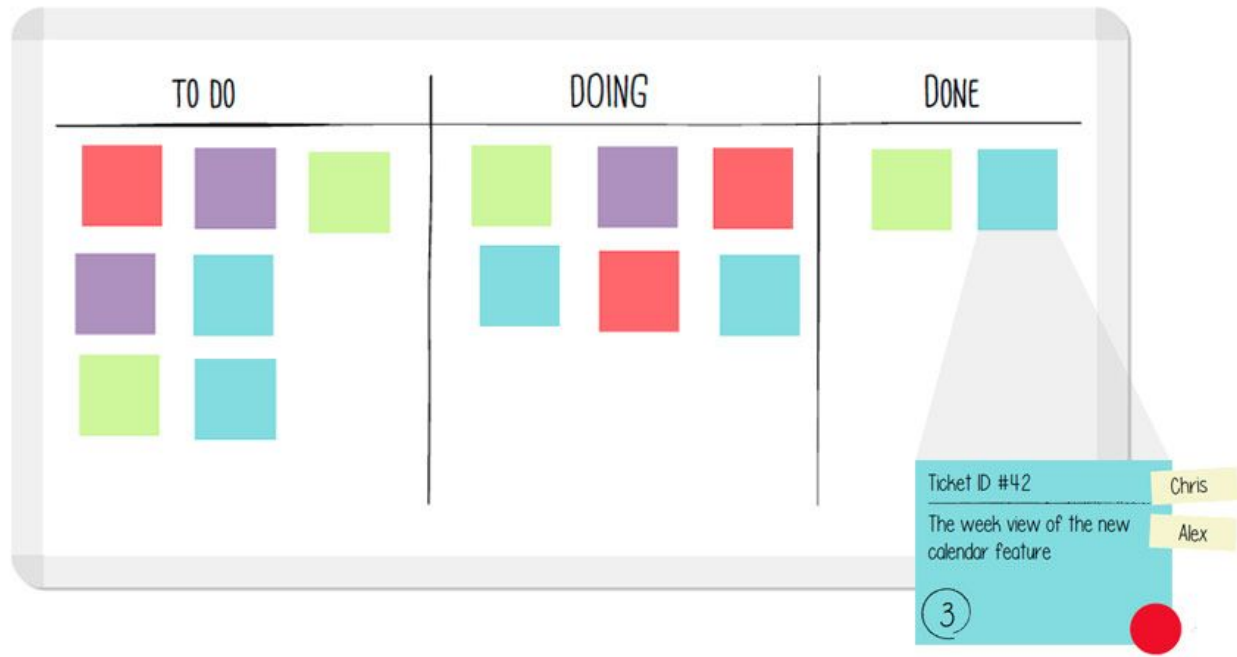 TO DO
DOING
DONE
Ticket ID #42
Chris
The week view of the new
Alex
calendar feature
3